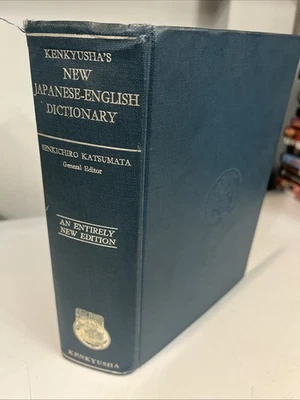 KENKYUSHA'S
NEW
JAPANESE-ENGLISH
DICTIONARY
SENKICHIRO KATSUMATA
General Editor
AN ENTIRELY
NEW EDITION
KENKYUSHA